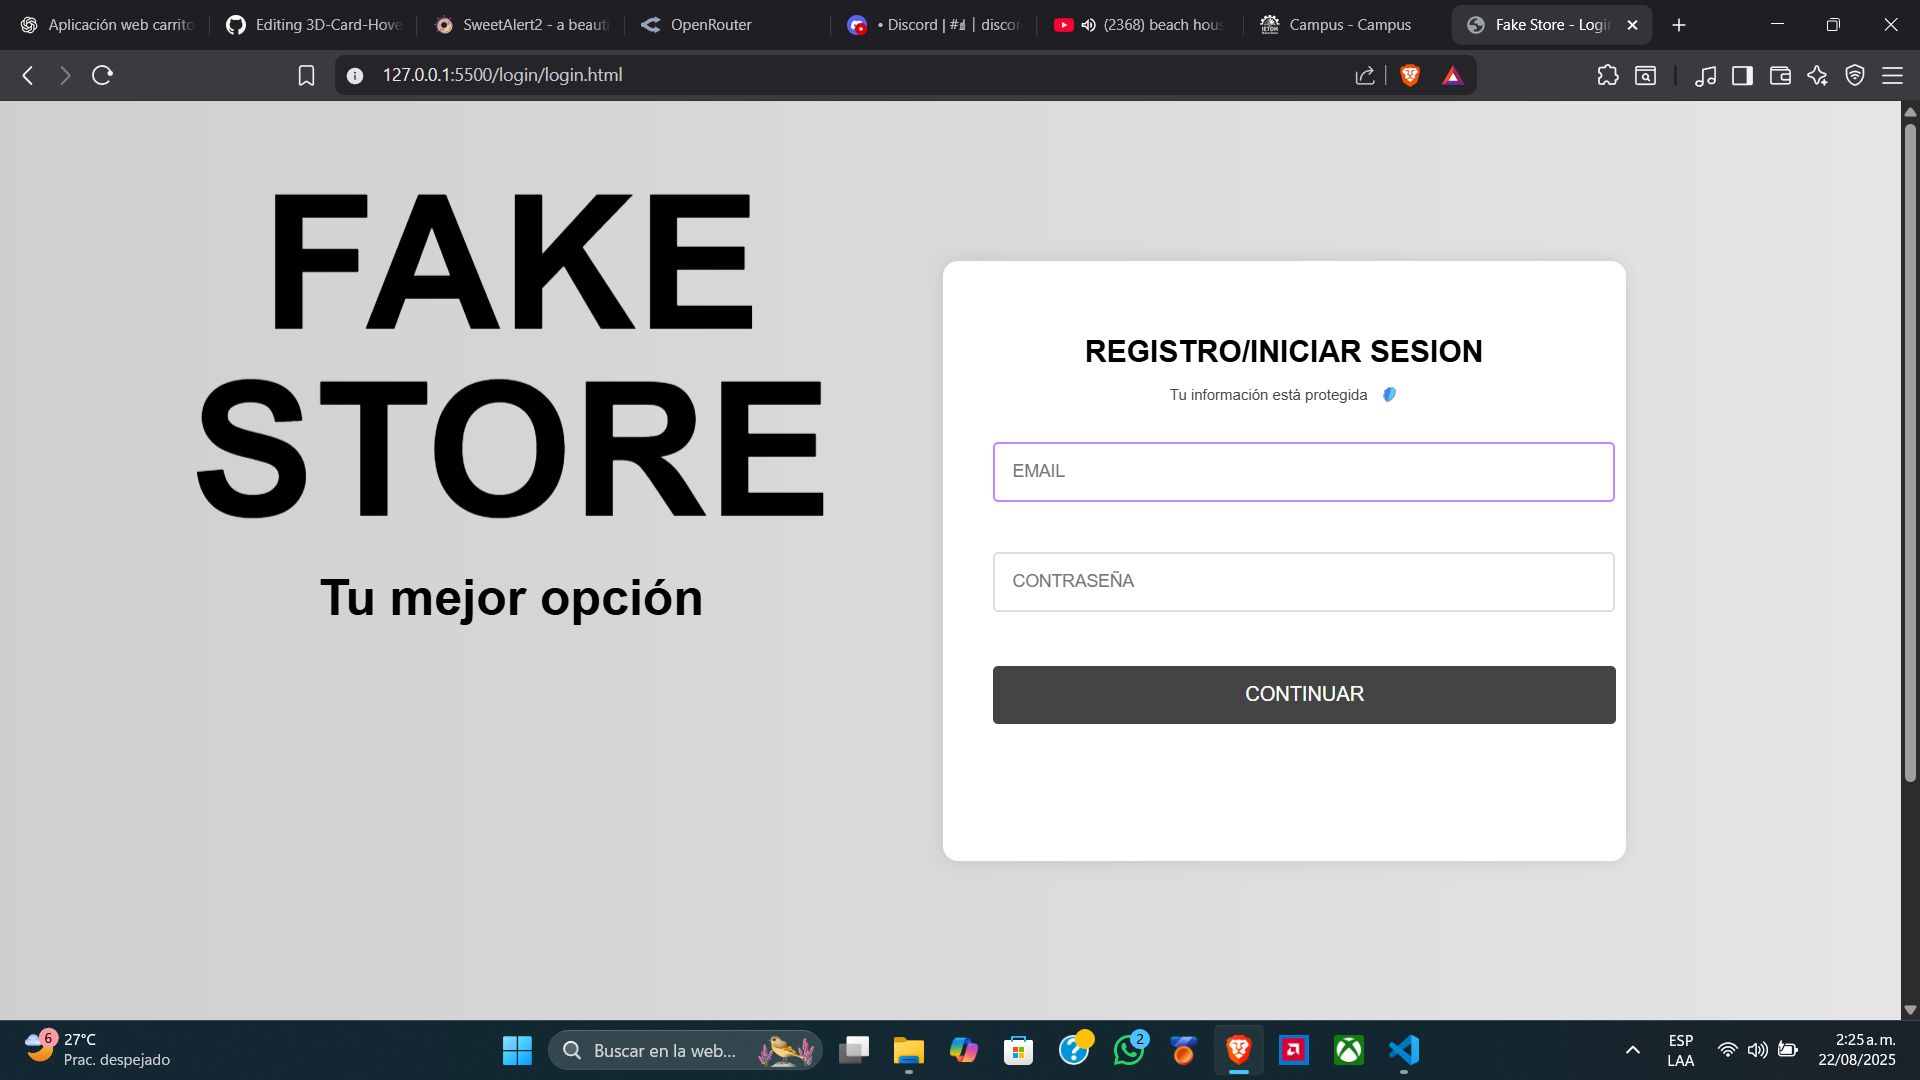 Aplicación web carrito
Editing 3D-Card-Hove
SweetAlert2 - a beauti
OpenRouter
• Discord | #
(2368) beach hous
Campus - Campus
Fake Store - Login
127.0.0.1:5500/login/login.html
FAKE
STORE
Tu mejor opción
REGISTRO/INICIAR SESION
Tu información está protegida
EMAIL
CONTRASEÑA
CONTINUAR
6
27°C
Prac. despejado
Buscar en la web...
2
ESP
LAA
2:25 a. m.
22/08/2025